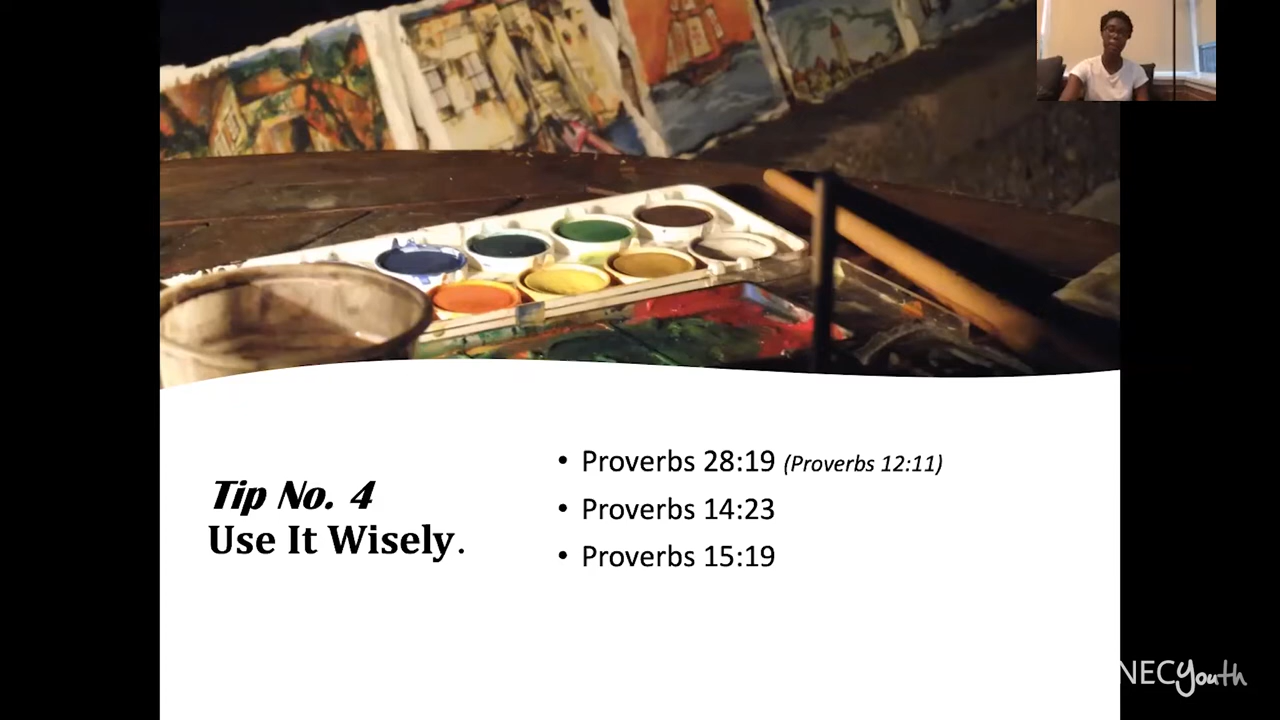 Tip No. 4
Use It Wisely.
• Proverbs 28:19 (Proverbs 12:11)
• Proverbs 14:23
• Proverbs 15:19
NECyouth